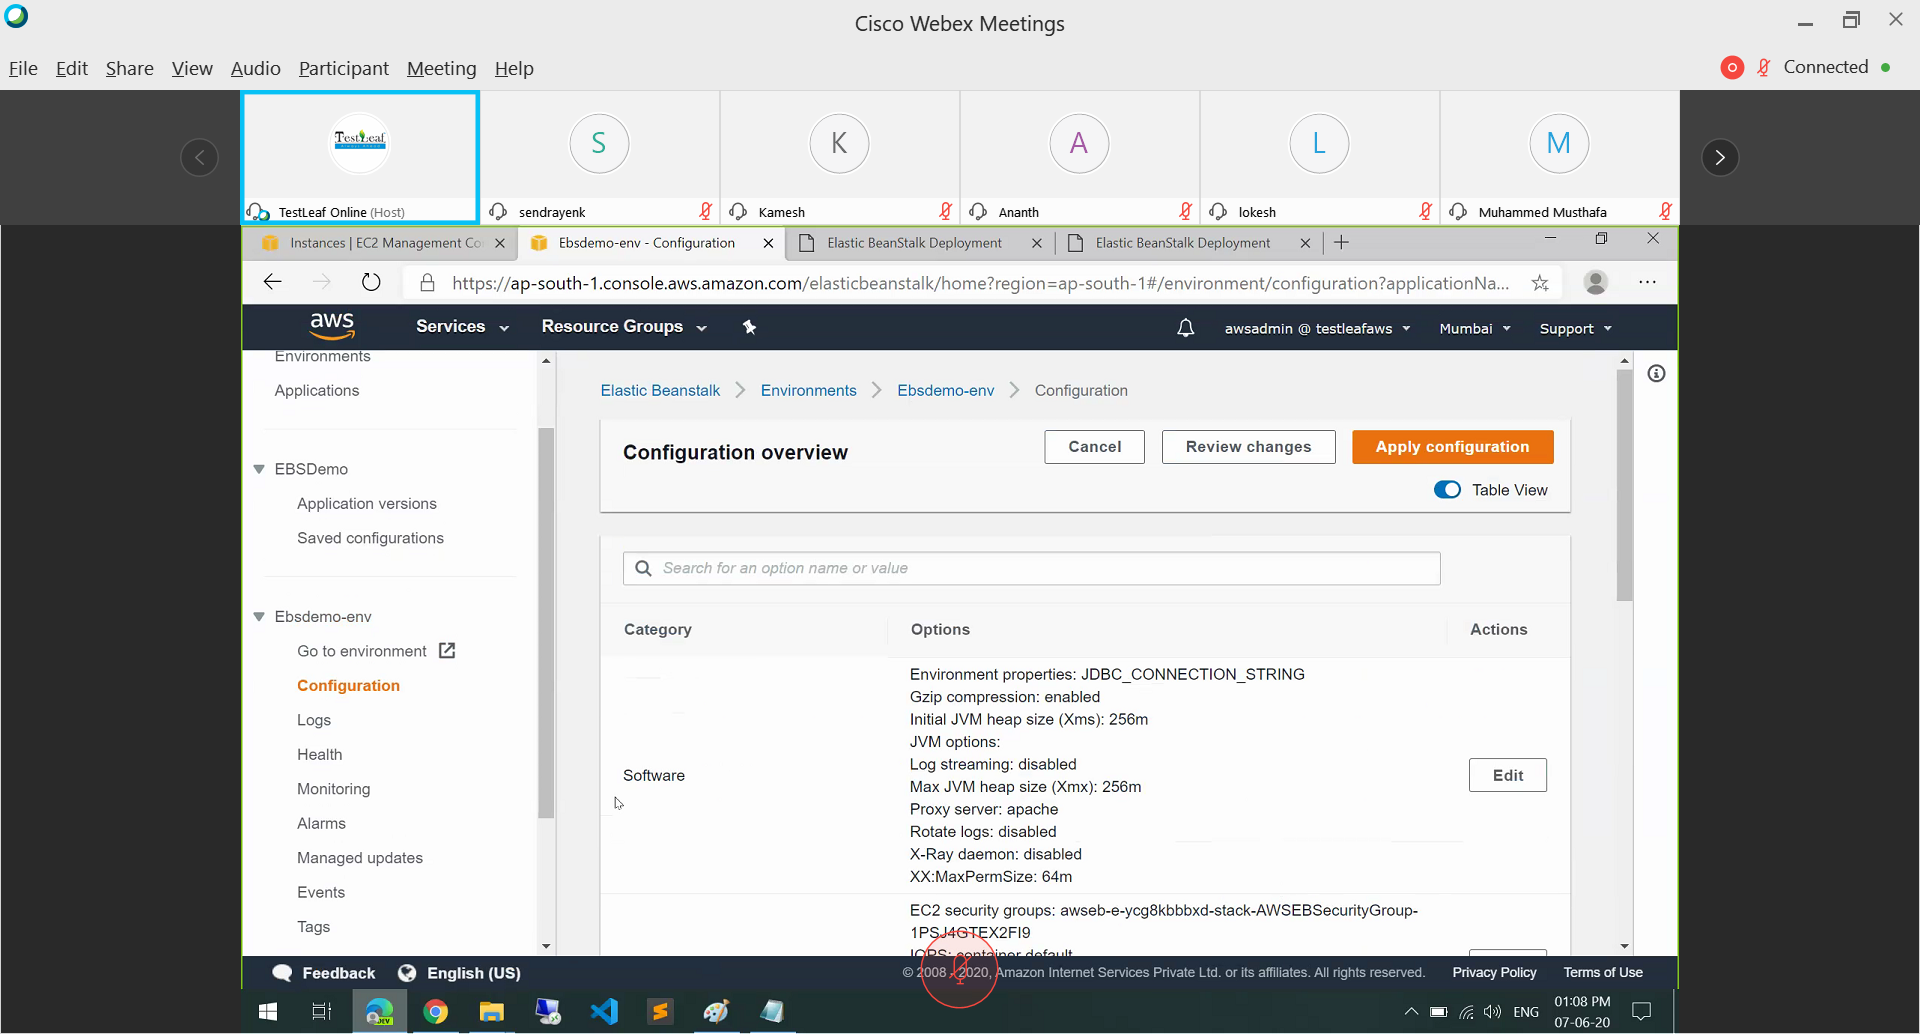 Cisco Webex Meetings
File Edit Share View Audio Participant Meeting Help
Connected
TestLeaf
S
K
A
L
M
TestLeaf Online (Host)
sendrayenk
Kamesh
Ananth
lokesh
Muhammed Musthafa
Instances | EC2 Management Co
Ebsdemo-env - Configuration
Elastic BeanStalk Deployment
Elastic BeanStalk Deployment
https://ap-south-1.console.aws.amazon.com/elasticbeanstalk/home?region=ap-south-1#/environment/configuration?applicationNa...
aws
Services
Resource Groups
awsadmin @ testleafaws
Mumbai
Support
Environments
Applications
EBSDemo
Application versions
Saved configurations
Ebsdemo-env
Go to environment
Configuration
Logs
Health
Monitoring
Alarms
Managed updates
Events
Tags
Elastic Beanstalk > Environments > Ebsdemo-env > Configuration
Configuration overview
Cancel
Review changes
Apply configuration
Table View
Search for an option name or value
Category
Options
Actions
Software
Environment properties: JDBC_CONNECTION_STRING
Gzip compression: enabled
Initial JVM heap size (Xms): 256m
JVM options:
Log streaming: disabled
Max JVM heap size (Xmx): 256m
Proxy server: apache
Rotate logs: disabled
X-Ray daemon: disabled
XX:MaxPermSize: 64m
Edit
EC2 security groups: awseb-e-ycg8kbbbxd-stack-AWSEBSecurityGroup-
1PSJ4GTEX2FI9
IOPS: container default
Feedback
English (US)
© 2008 - 2020, Amazon Internet Services Private Ltd. or its affiliates. All rights reserved.
Privacy Policy
Terms of Use
DEV
ENG
01:08 PM
07-06-20